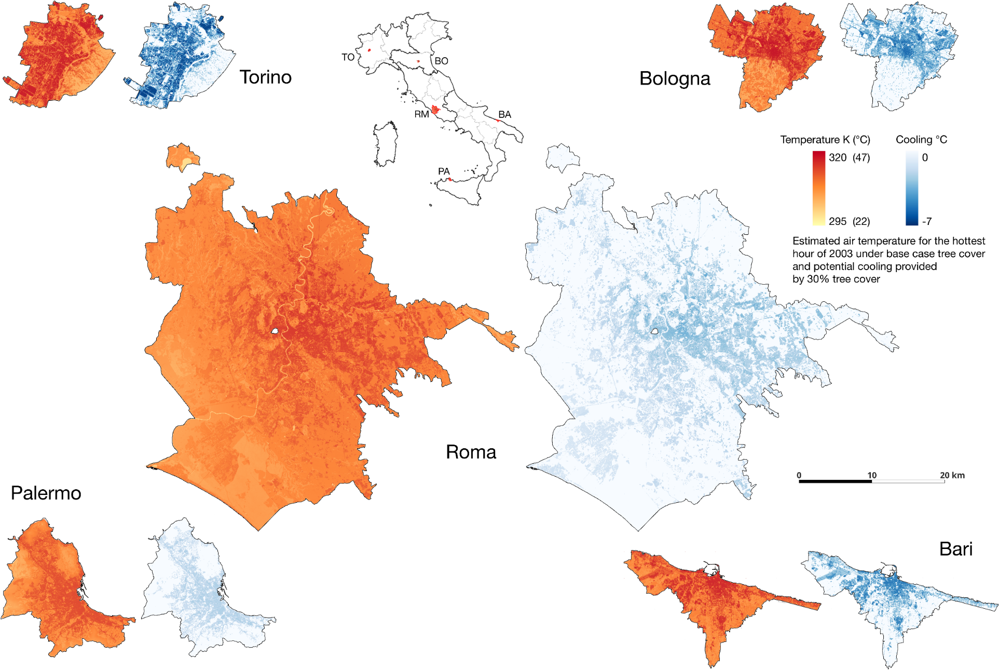 TO
BO
Torino
Bologna
RM
BA
Temperature K (°C)
Cooling °C
320 (47)
0
PA
295 (22)
-7
Estimated air temperature for the hottest
hour of 2003 under base case tree cover
and potential cooling provided
by 30% tree cover
Roma
0 10 20 km
Palermo
Bari